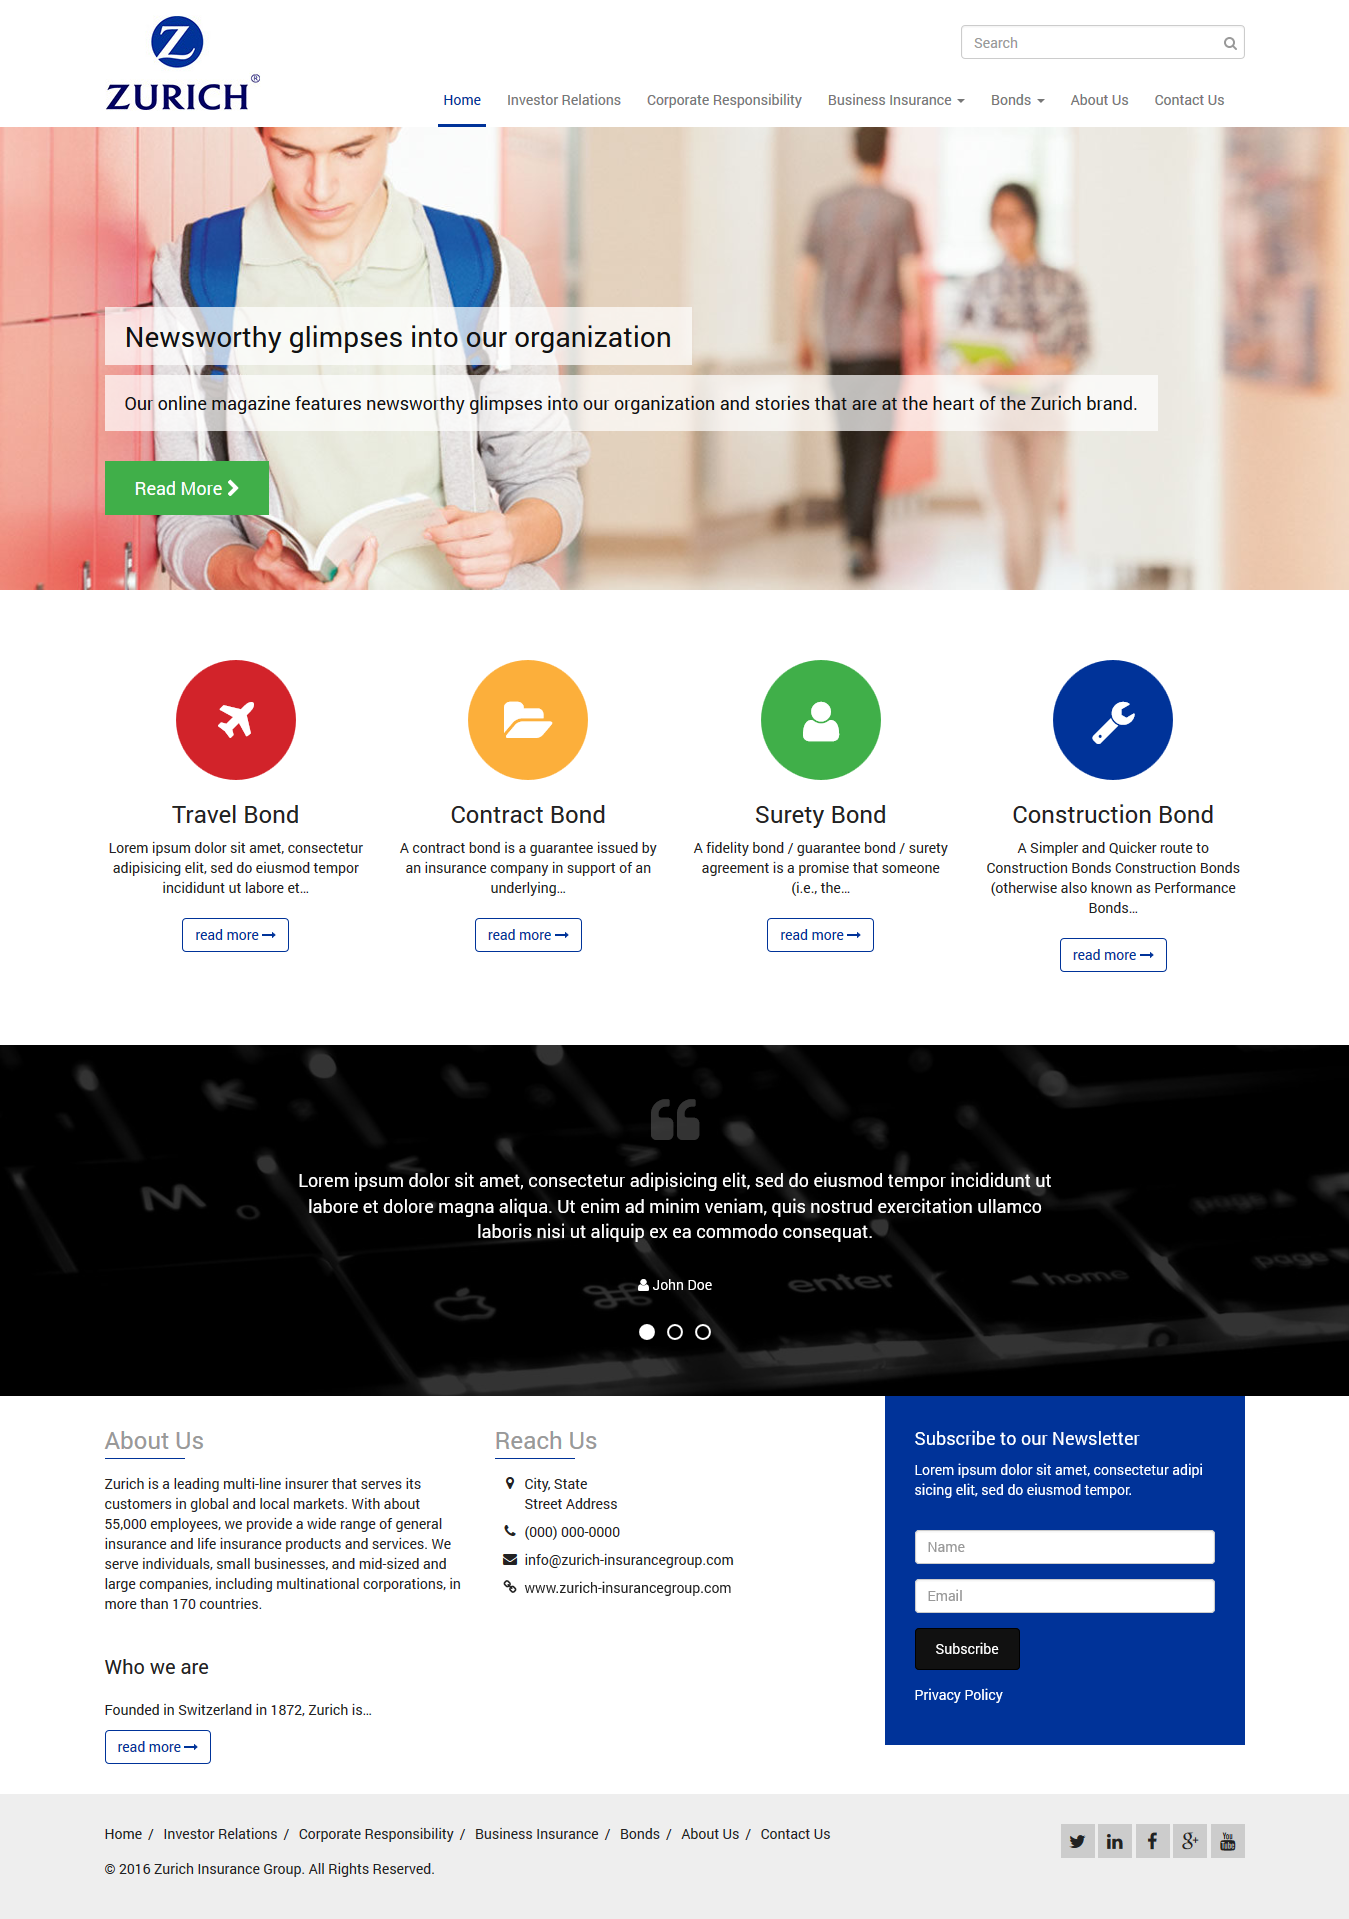 Z
ZURICH®
Search
Home Investor Relations Corporate Responsibility Business Insurance Bonds About Us Contact Us
Newsworthy glimpses into our organization
Our online magazine features newsworthy glimpses into our organization and stories that are at the heart of the Zurich brand.
Read More
Travel Bond
Lorem ipsum dolor sit amet, consectetur
adipisicing elit, sed do eiusmod tempor
incididunt ut labore et...
read more
Contract Bond
A contract bond is a guarantee issued by
an insurance company in support of an
underlying...
read more
Surety Bond
A fidelity bond / guarantee bond / surety
agreement is a promise that someone
(i.e., the...
read more
Construction Bond
A Simpler and Quicker route to
Construction Bonds Construction Bonds
(otherwise also known as Performance
Bonds...
read more
Lorem ipsum dolor sit amet, consectetur adipisicing elit, sed do eiusmod tempor incididunt ut
labore et dolore magna aliqua. Ut enim ad minim veniam, quis nostrud exercitation ullamco
laboris nisi ut aliquip ex ea commodo consequat.
John Doe
M
enter
home
page
About Us
Zurich is a leading multi-line insurer that serves its
customers in global and local markets. With about
55,000 employees, we provide a wide range of general
insurance and life insurance products and services. We
serve individuals, small businesses, and mid-sized and
large companies, including multinational corporations, in
more than 170 countries.
Who we are
Founded in Switzerland in 1872, Zurich is...
read more
Reach Us
City, State
Street Address
(000) 000-0000
info@zurich-insurancegroup.com
www.zurich-insurancegroup.com
Subscribe to our Newsletter
Lorem ipsum dolor sit amet, consectetur adipi
sicing elit, sed do eiusmod tempor.
Name
Email
Subscribe
Privacy Policy
Home / Investor Relations / Corporate Responsibility / Business Insurance / Bonds / About Us / Contact Us
© 2016 Zurich Insurance Group. All Rights Reserved.
You
Tube